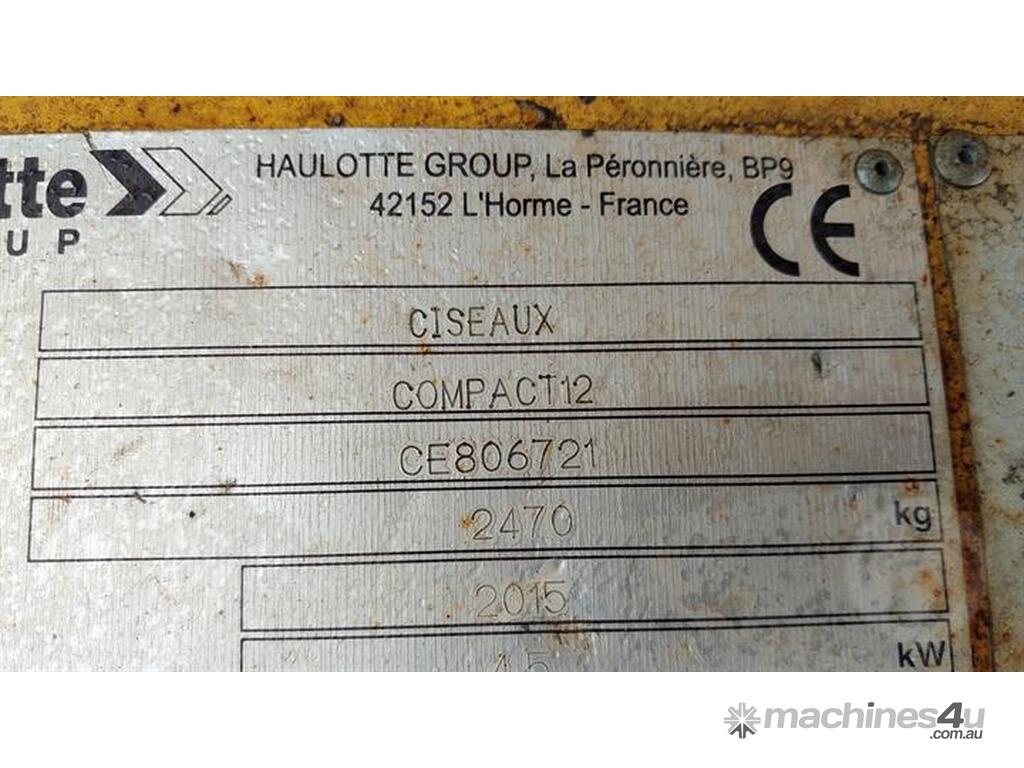 tte HAULOTTE GROUP, La Péronnière, BP9
UP 42152 L'Horme - France
CE
CISEAUX
COMPACT12
CE806721
2470 kg
2015
kW
machines4u
.com.au